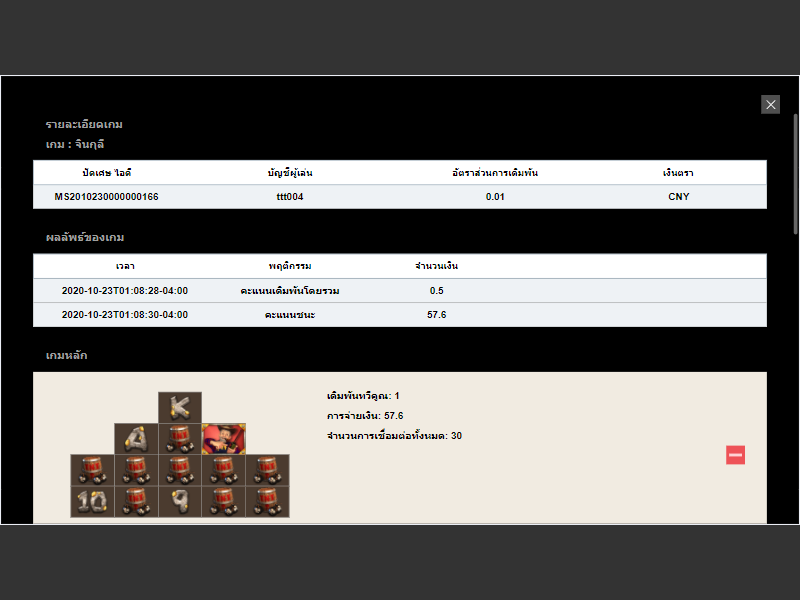 รายละเอียดเกม
เกม : จินกุลี
ปัดเศษ ไอดี บัญชีผู้เล่น อัตราส่วนการเดิมพัน เงินตรา
MS2010230000000166 ttt004 0.01 CNY
ผลลัพธ์ของเกม
เวลา พฤติกรรม จำนวนเงิน
2020-10-23T01:08:28-04:00 คะแนนเดิมพันโดยรวม 0.5
2020-10-23T01:08:30-04:00 คะแนนชนะ 57.6
เกมหลัก
เดิมพันทวีคูณ: 1
การจ่ายเงิน: 57.6
จำนวนการเชื่อมต่อทั้งหมด: 30
K
A
10 9